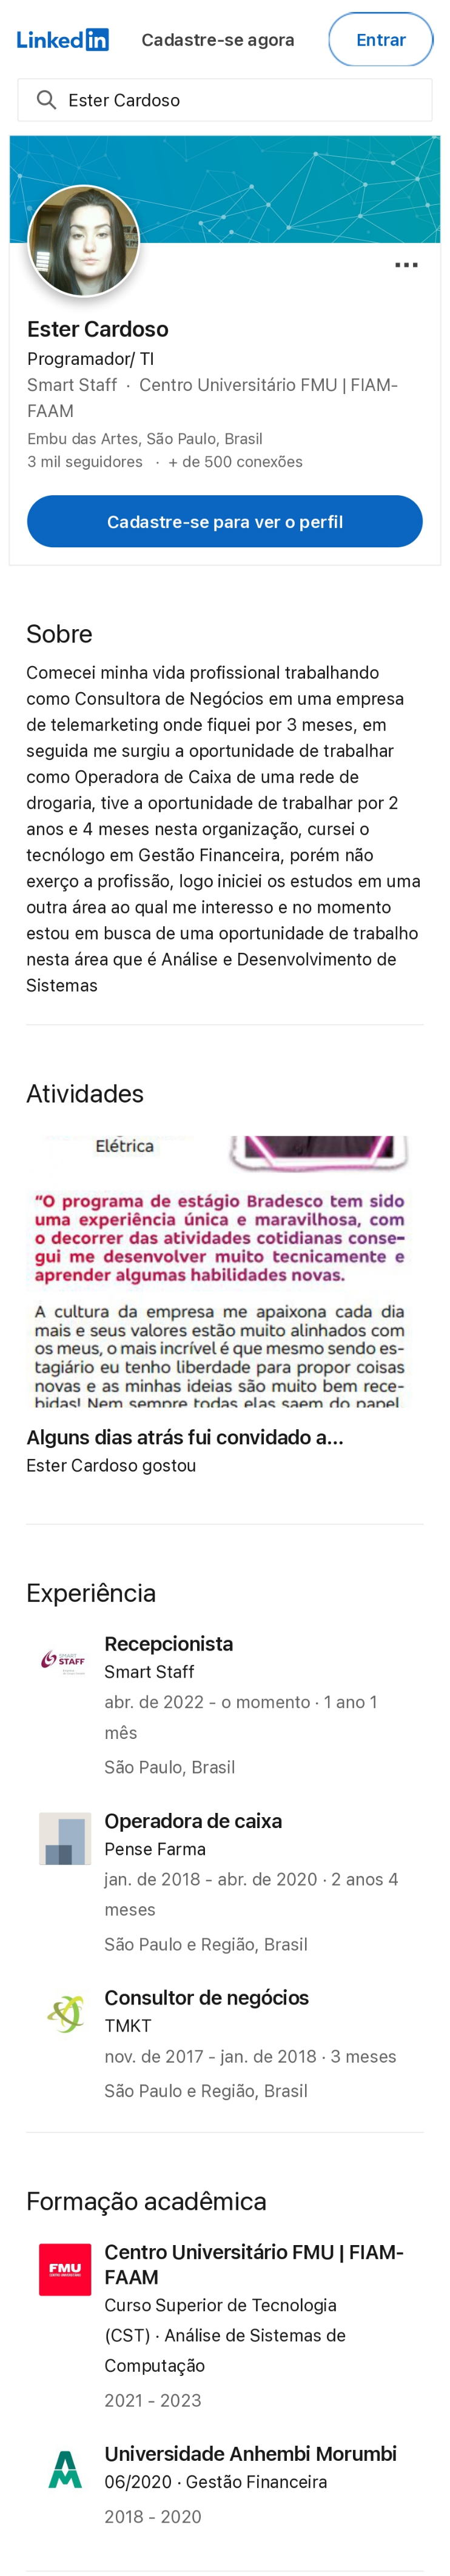 LinkedIn
Cadastre-se agora
Entrar
Ester Cardoso
Ester Cardoso
Programador/ TI
Smart Staff · Centro Universitário FMU | FIAM-
FAAM
Embu das Artes, São Paulo, Brasil
3 mil seguidores · + de 500 conexões
Cadastre-se para ver o perfil
Sobre
Comecei minha vida profissional trabalhando
como Consultora de Negócios em uma empresa
de telemarketing onde fiquei por 3 meses, em
seguida me surgiu a oportunidade de trabalhar
como Operadora de Caixa de uma rede de
drogaria, tive a oportunidade de trabalhar por 2
anos e 4 meses nesta organização, cursei o
tecnólogo em Gestão Financeira, porém não
exerço a profissão, logo iniciei os estudos em uma
outra área ao qual me interesso e no momento
estou em busca de uma oportunidade de trabalho
nesta área que é Análise e Desenvolvimento de
Sistemas
Atividades
Elétrica
“O programa de estágio Bradesco tem sido
uma experiência única e maravilhosa, com
o decorrer das atividades cotidianas conse-
gui me desenvolver muito tecnicamente e
aprender algumas habilidades novas.
A cultura da empresa me apaixona cada dia
mais e seus valores estão muito alinhados com
os meus, o mais incrível é que mesmo sendo es-
tagiário eu tenho liberdade para propor coisas
novas e as minhas ideias são muito bem rece-
bidas! Nem sempre todas elas saem do papel,
Alguns dias atrás fui convidado a...
Ester Cardoso gostou
Experiência
SMART
STAFF
Recepcionista
Smart Staff
abr. de 2022 - o momento · 1 ano 1
mês
São Paulo, Brasil
Operadora de caixa
Pense Farma
jan. de 2018 - abr. de 2020 · 2 anos 4
meses
São Paulo e Região, Brasil
Consultor de negócios
TMKT
nov. de 2017 - jan. de 2018 · 3 meses
São Paulo e Região, Brasil
Formação acadêmica
FMU
Centro Universitário FMU | FIAM-
FAAM
Curso Superior de Tecnologia
(CST) · Análise de Sistemas de
Computação
2021 - 2023
Universidade Anhembi Morumbi
06/2020 · Gestão Financeira
2018 - 2020